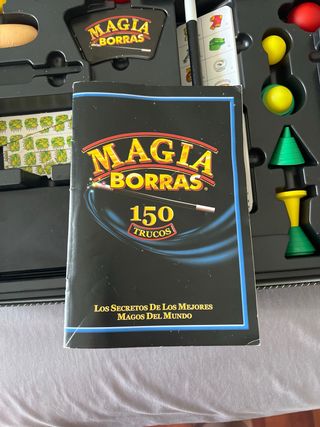 MAGIA
BORRAS
MAGIA
BORRAS®
150
TRUCOS
LOS SECRETOS DE LOS MEJORES
MAGOS DEL MUNDO